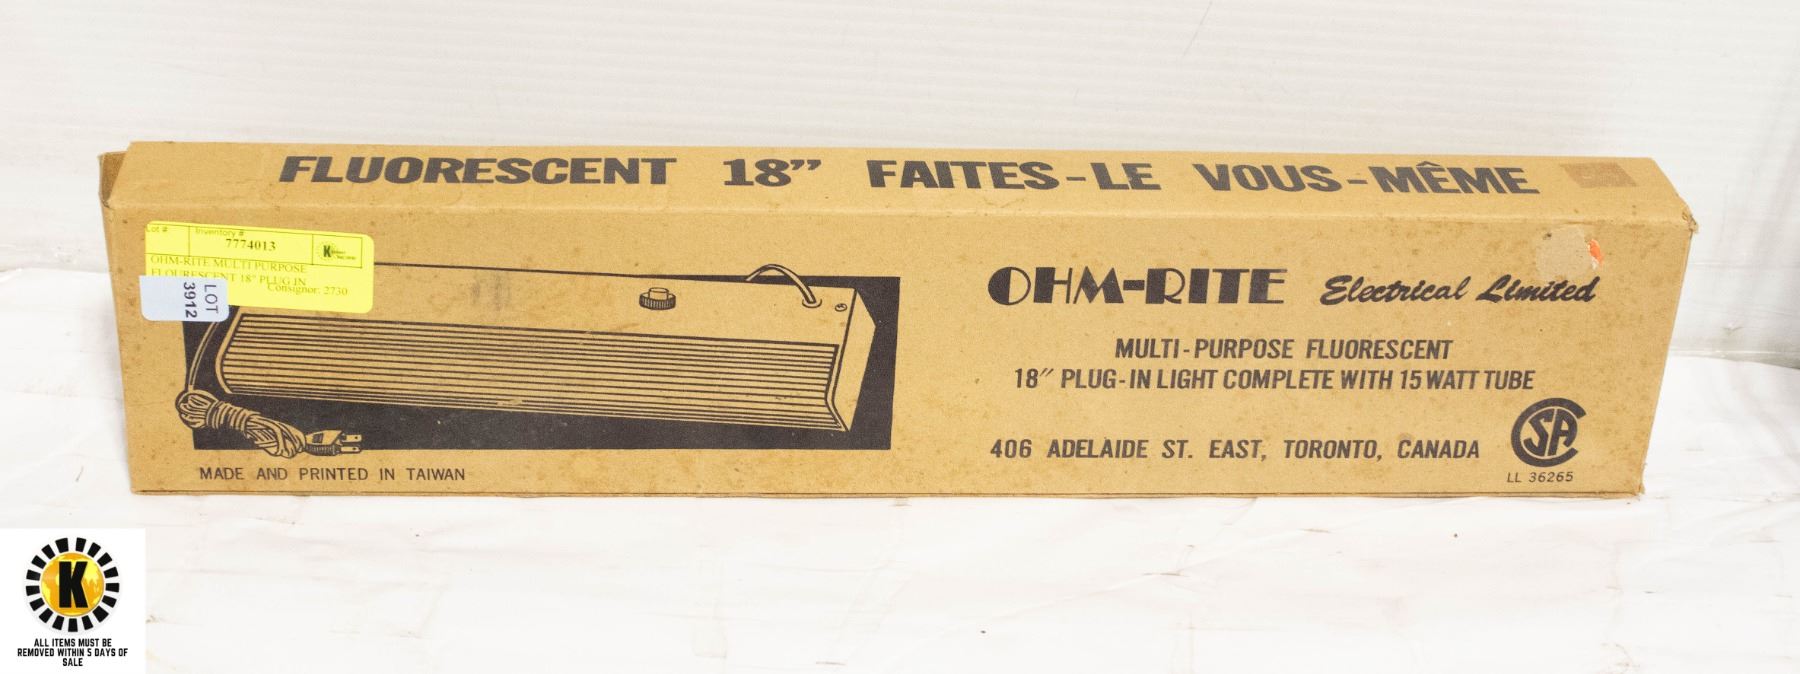 FLUORESCENT 18” FAITES-LE VOUS-MÊME
Lot # Inventory #
7774013
OHM-RITE MULTI PURPOSE
FLOURESCENT 18" PLUG IN
Consignor: 2730
LOT
3912
OHM-RITE Electrical Limited
MULTI-PURPOSE FLUORESCENT
18” PLUG-IN LIGHT COMPLETE WITH 15 WATT TUBE
406 ADELAIDE ST. EAST, TORONTO, CANADA
LL 36265
MADE AND PRINTED IN TAIWAN
K
ALL ITEMS MUST BE
REMOVED WITHIN 5 DAYS OF
SALE